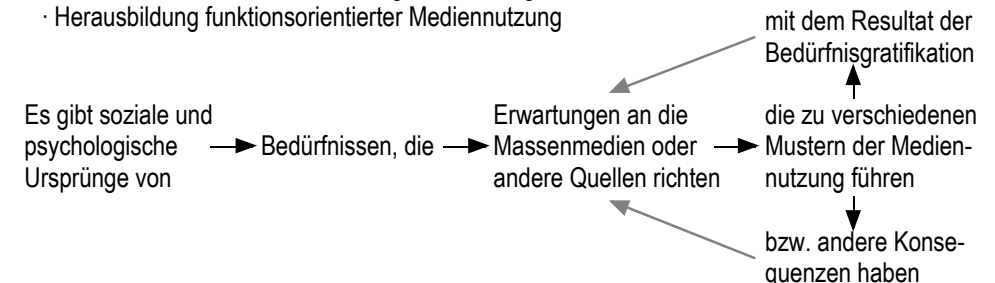 · Herausbildung funktionsorientierter Mediennutzung
Es gibt soziale und
psychologische
Ursprünge von
Bedürfnissen, die
Erwartungen an die
Massenmedien oder
andere Quellen richten
mit dem Resultat der
Bedürfnisgratifikation
die zu verschiedenen
Mustern der Medien-
nutzung führen
bzw. andere Konse-
quenzen haben